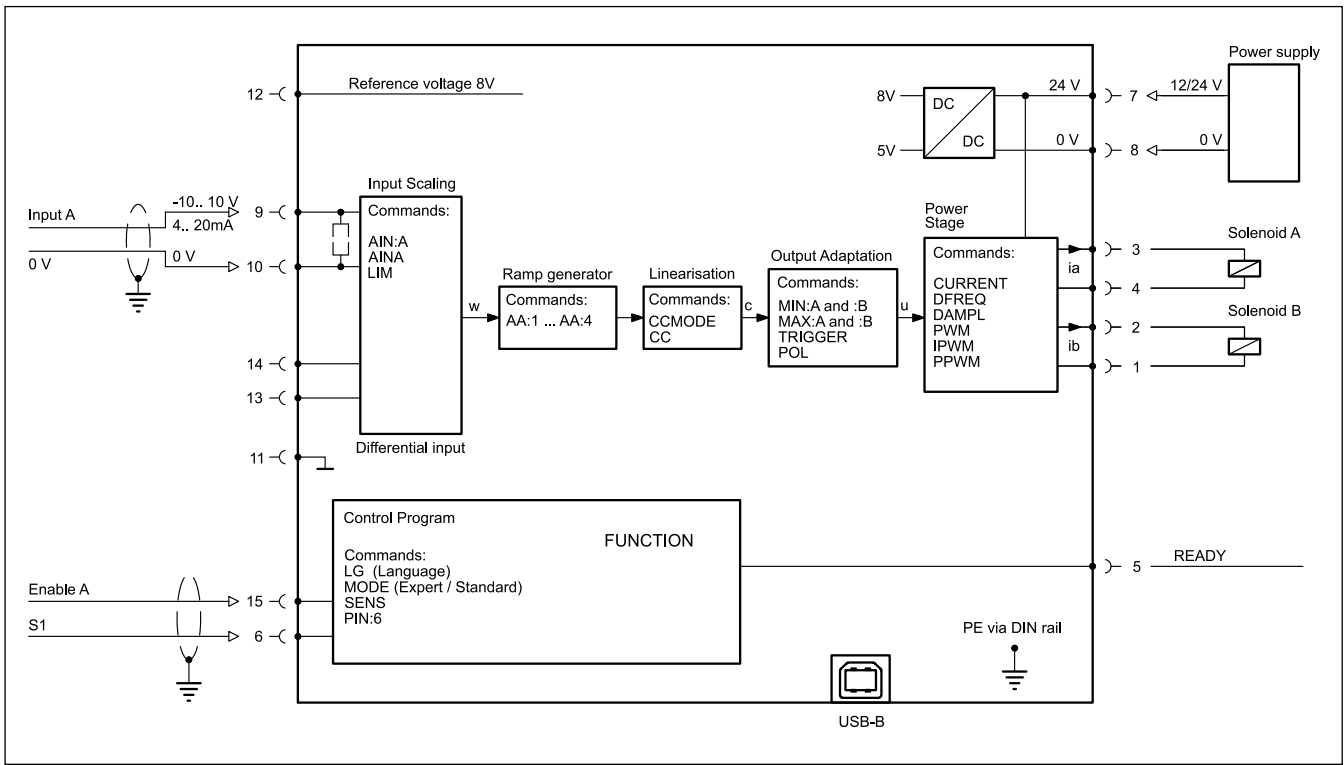 Power supply
12
Reference voltage 8V
8V
DC
DC
5V
24 V
7
12/24 V
0 V
8
0 V
Input A
-10.. 10 V
4.. 20mA
9
0 V
0 V
10
Input Scaling
Commands:
AIN:A
AINA
LIM
14
13
Differential input
11
w
Ramp generator
Commands:
AA:1 ... AA:4
Linearisation
Commands:
CCMODE
CC
c
Output Adaptation
Commands:
MIN:A and :B
MAX:A and :B
TRIGGER
POL
u
Power
Stage
Commands:
CURRENT
DFREQ
DAMPL
PWM
IPWM
PPWM
ia
ib
3
4
2
1
Solenoid A
Solenoid B
Control Program
FUNCTION
Commands:
LG (Language)
MODE (Expert / Standard)
SENS
PIN:6
Enable A
15
S1
6
5
READY
PE via DIN rail
USB-B